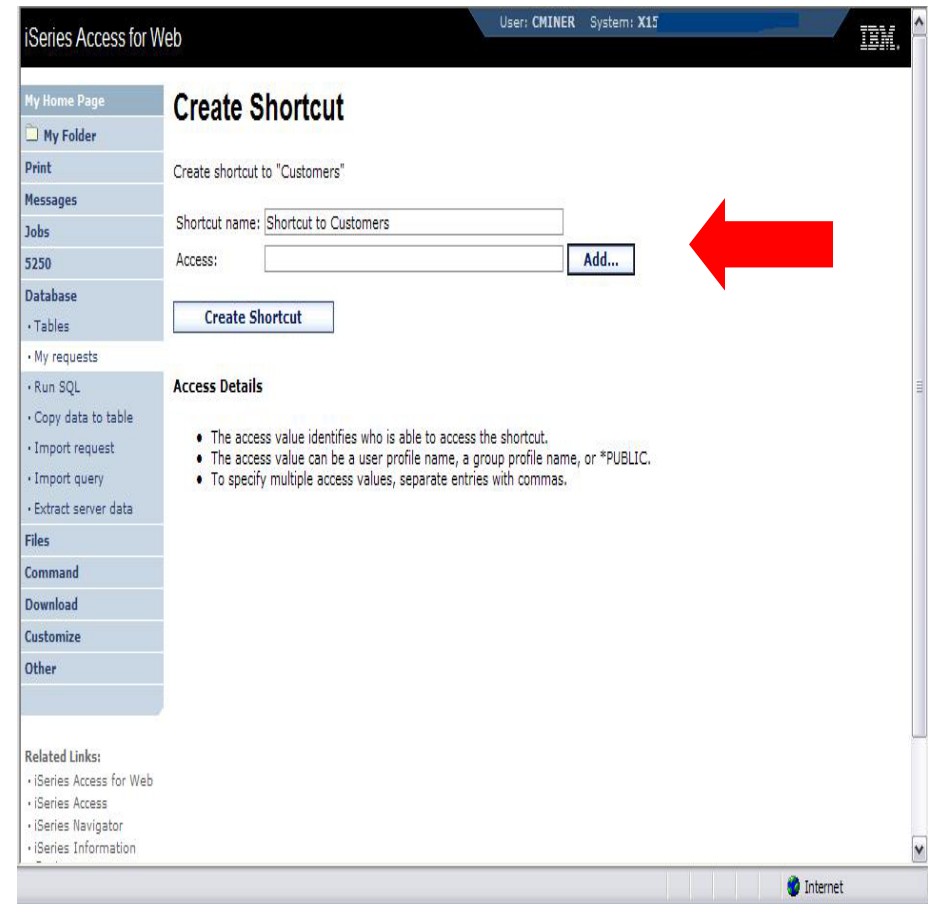 iSeries Access for Web
User: CMINER System: X15
IBM.
My Home Page
My Folder
Print
Messages
Jobs
5250
Database
• Tables
• My requests
• Run SQL
• Copy data to table
• Import request
• Import query
• Extract server data
Files
Command
Download
Customize
Other
Related Links:
• iSeries Access for Web
• iSeries Access
• iSeries Navigator
• iSeries Information
Create Shortcut
Create shortcut to "Customers"
Shortcut name: Shortcut to Customers
Access: Add...
Create Shortcut
Access Details
• The access value identifies who is able to access the shortcut.
• The access value can be a user profile name, a group profile name, or *PUBLIC.
• To specify multiple access values, separate entries with commas.
Internet